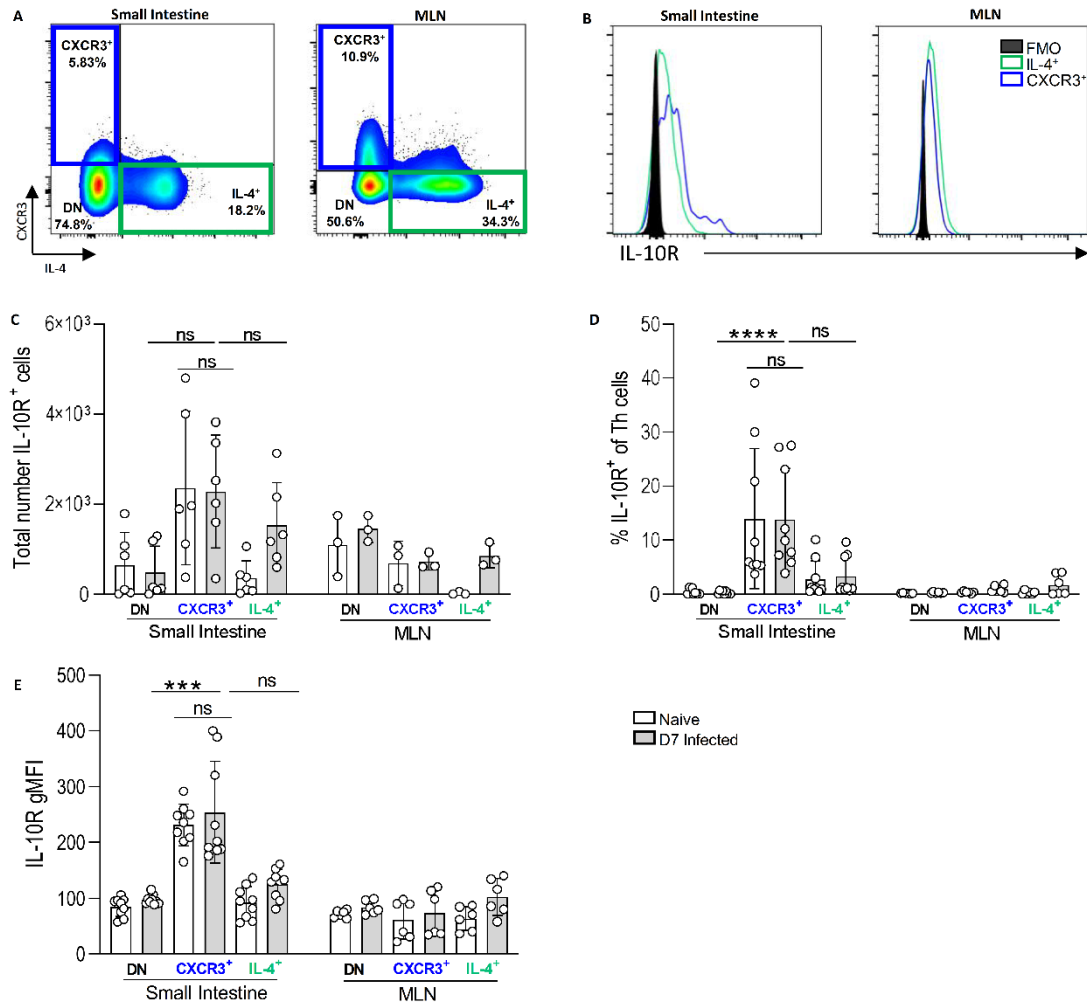 A
Small Intestine
MLN
CXCR3⁺
5.83%
DN
74.8%
IL-4⁺
18.2%
CXCR3⁺
10.9%
DN
50.6%
IL-4⁺
34.3%
CXCR3
IL-4
B
Small Intestine
MLN
FMO
IL-4⁺
CXCR3⁺
IL-10R
C
Total number IL-10R⁺ cells
6×10³
4×10³
2×10³
0
ns ns
ns
DN CXCR3⁺ IL-4⁺ DN CXCR3⁺ IL-4⁺
Small Intestine MLN
D
% IL-10R⁺ of Th cells
50
40
30
20
10
0
**** ns
ns
DN CXCR3⁺ IL-4⁺ DN CXCR3⁺ IL-4⁺
Small Intestine MLN
E
IL-10R gMFI
500
400
300
200
100
0
*** ns
ns
DN CXCR3⁺ IL-4⁺ DN CXCR3⁺ IL-4⁺
Small Intestine MLN
Naive
D7 Infected